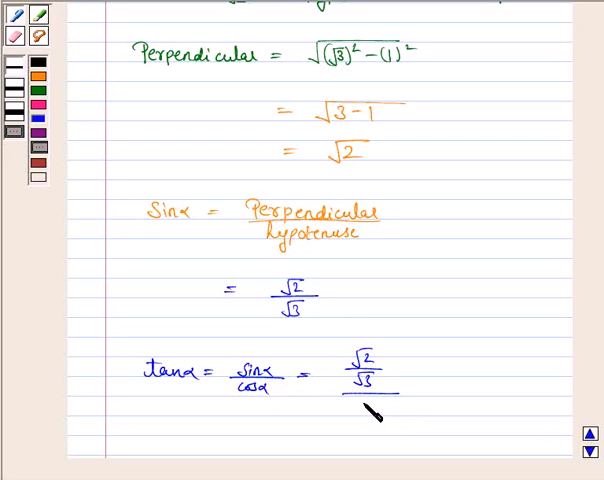 Perpendicular = √(√3)² - (1)²
= √3-1
= √2
Sinα = Perpendicular / hypotenuse
= √2 / √3
tanα = Sinα / cosα = √2 / √3